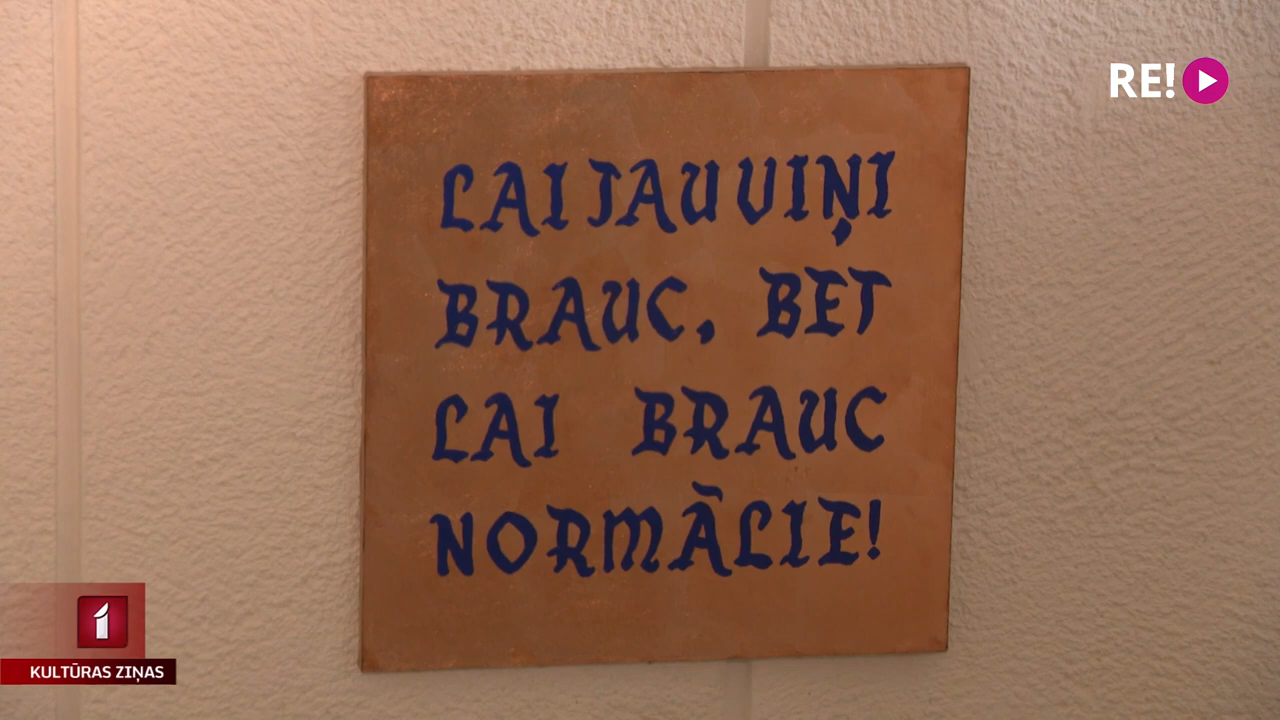 RE!
LAI JAU VIŅI
BRAUC, BET
LAI BRAUC
NORMĀLIE!
1
KULTŪRAS ZIŅAS